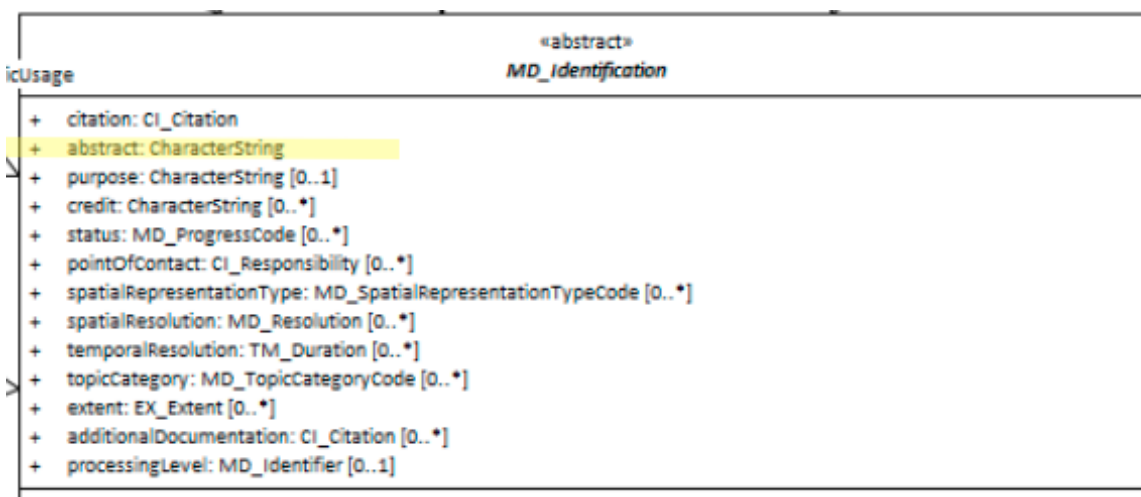 «abstract»
MD_Identification
icUsage
+ citation: CI_Citation
+ abstract: CharacterString
+ purpose: CharacterString [0..1]
+ credit: CharacterString [0..*]
+ status: MD_ProgressCode [0..*]
+ pointOfContact: CI_Responsibility [0..*]
+ spatialRepresentationType: MD_SpatialRepresentationTypeCode [0..*]
+ spatialResolution: MD_Resolution [0..*]
+ temporalResolution: TM_Duration [0..*]
+ topicCategory: MD_TopicCategoryCode [0..*]
+ extent: EX_Extent [0..*]
+ additionalDocumentation: CI_Citation [0..*]
+ processingLevel: MD_Identifier [0..1]